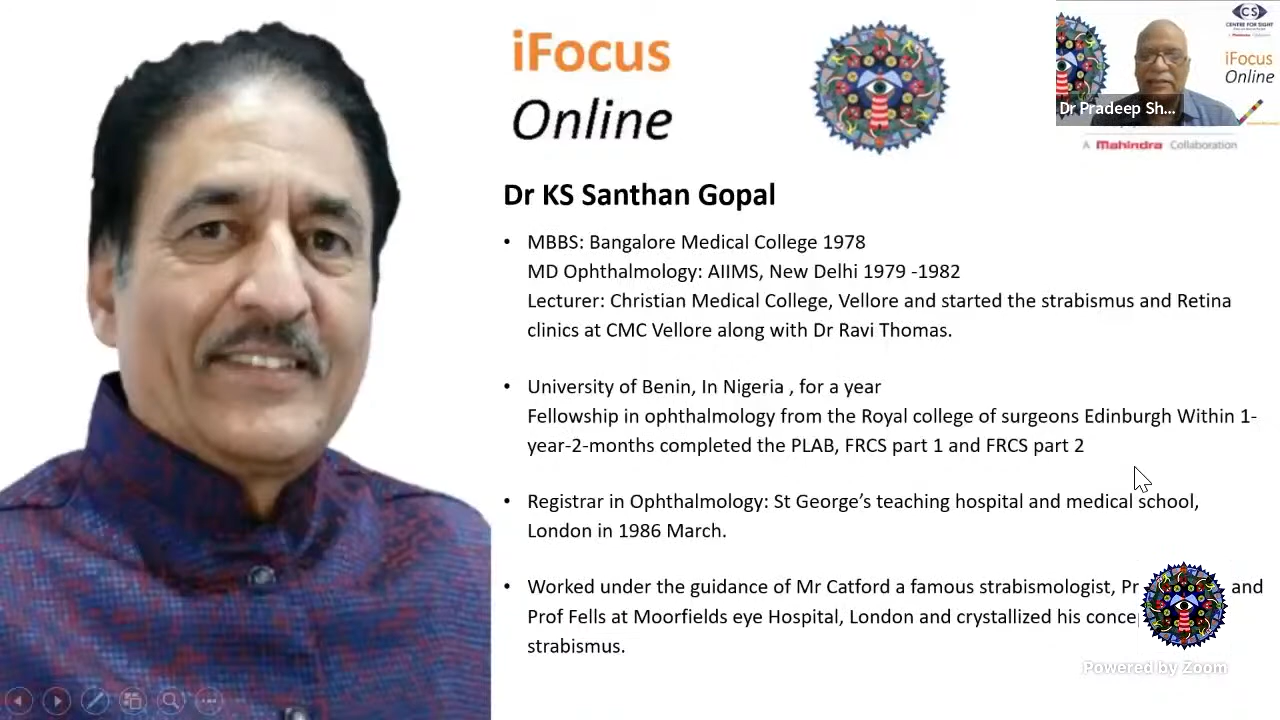 iFocus
Online
CS
CENTRE FOR SIGHT
iFocus
Online
Dr Pradeep Sh...
A Mahindra Collaboration
Dr KS Santhan Gopal
• MBBS: Bangalore Medical College 1978
MD Ophthalmology: AIIMS, New Delhi 1979 -1982
Lecturer: Christian Medical College, Vellore and started the strabismus and Retina
clinics at CMC Vellore along with Dr Ravi Thomas.
• University of Benin, In Nigeria , for a year
Fellowship in ophthalmology from the Royal college of surgeons Edinburgh Within 1-
year-2-months completed the PLAB, FRCS part 1 and FRCS part 2
• Registrar in Ophthalmology: St George’s teaching hospital and medical school,
London in 1986 March.
• Worked under the guidance of Mr Catford a famous strabismologist, Pr and
Prof Fells at Moorfields eye Hospital, London and crystallized his conce
strabismus.
Powered by Zoom